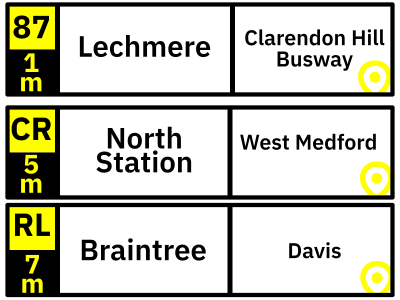 87
1
m
Lechmere
Clarendon Hill
Busway
CR
5
m
North
Station
West Medford
RL
7
m
Braintree
Davis